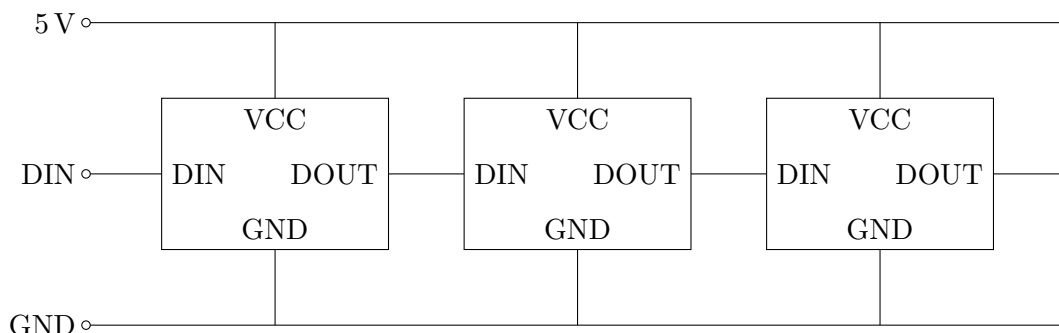 5 V
VCC VCC VCC
DIN DIN DOUT DIN DOUT DIN DOUT
GND GND GND
GND